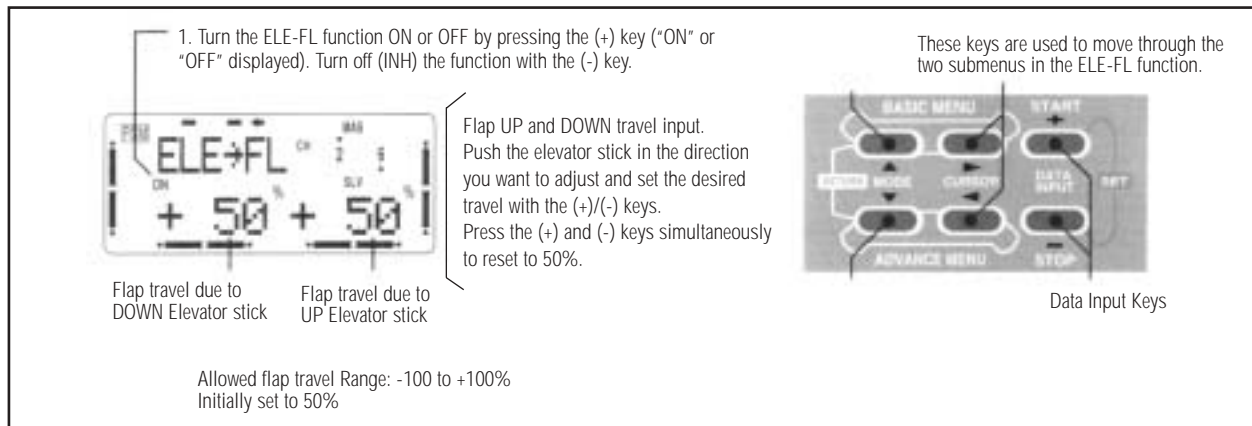 1. Turn the ELE-FL function ON or OFF by pressing the (+) key (“ON” or
“OFF” displayed). Turn off (INH) the function with the (-) key.
These keys are used to move through the
two submenus in the ELE-FL function.
ELE→FL
CH
MAG
ON
SLV
+ 50% + 50%
Flap UP and DOWN travel input.
Push the elevator stick in the direction
you want to adjust and set the desired
travel with the (+)/(-) keys.
Press the (+) and (-) keys simultaneously
to reset to 50%.
BASIC MENU
START
+
MODE
CURSOR
DATA
INPUT
SET
ADVANCE MENU
−
STOP
Flap travel due to
DOWN Elevator stick
Flap travel due to
UP Elevator stick
Data Input Keys
Allowed flap travel Range: -100 to +100%
Initially set to 50%